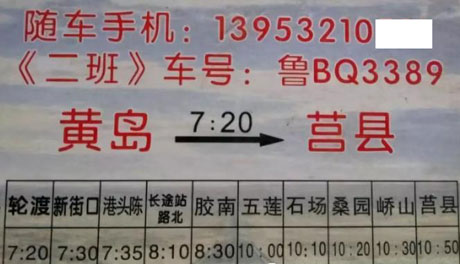 随车手机：13953210
《二班》车号：鲁BQ3389
黄岛 7:20 莒县
轮渡 新街口 港头陈 长途站路北 胶南 五莲 石场 桑园 峤山 莒县
7:20 7:30 7:35 8:10 8:30 10:00 10:10 10:20 10:30 10:50